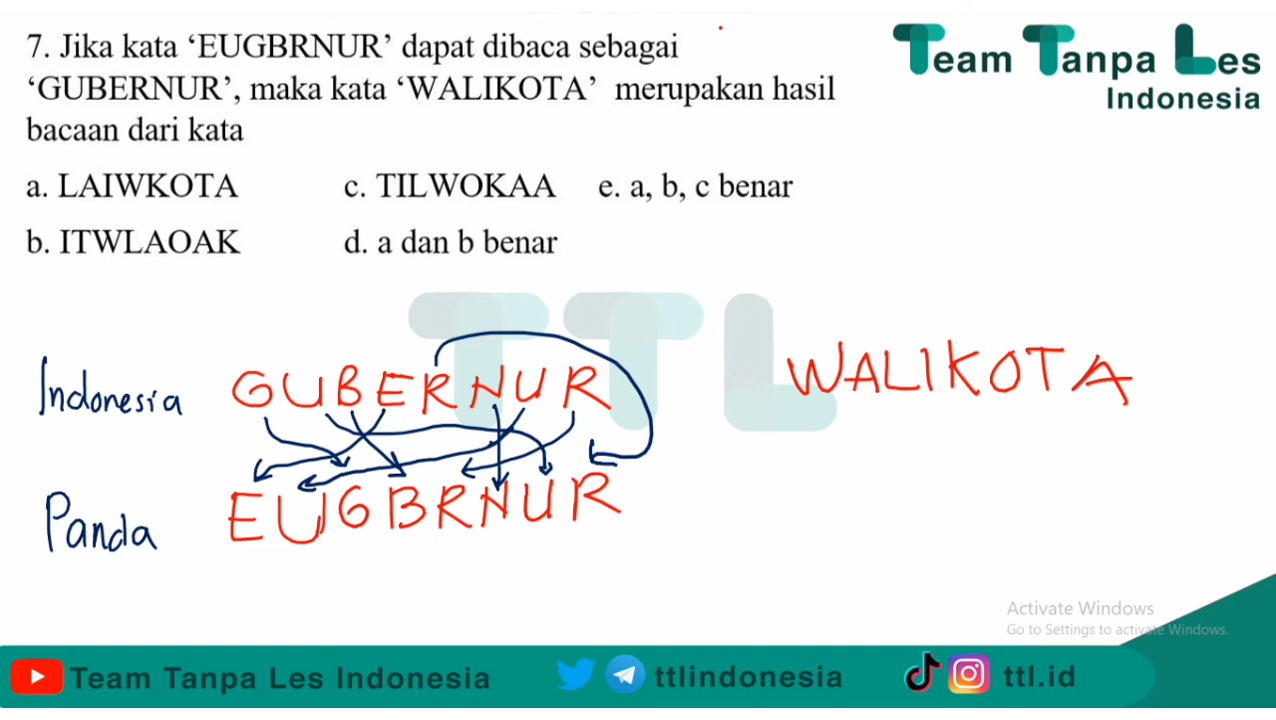 7. Jika kata ‘EUGBRNUR’ dapat dibaca sebagai
‘GUBERNUR’, maka kata ‘WALIKOTA’ merupakan hasil
bacaan dari kata
a. LAIWKOTA c. TILWOKAA e. a, b, c benar
b. ITWLAOAK d. a dan b benar
Team Tanpa Les
Indonesia
TTL
Indonesia GUBERNUR WALIKOTA
Panda EUGBRNUR
Activate Windows
Go to Settings to activate Windows.
Team Tanpa Les Indonesia ttlindonesia ttl.id